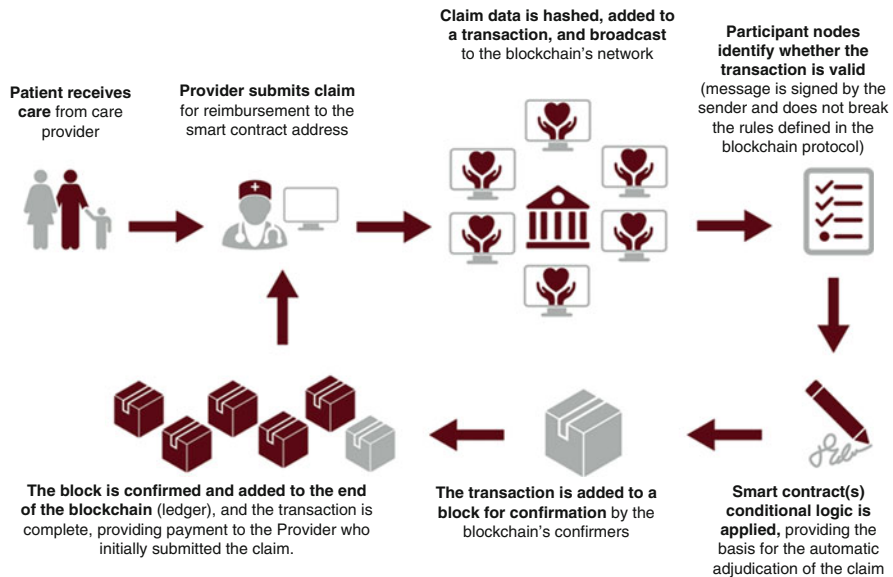 Patient receives
care from care
provider
Provider submits claim
for reimbursement to the
smart contract address
Claim data is hashed, added to
a transaction, and broadcast
to the blockchain’s network
Participant nodes
identify whether the
transaction is valid
(message is signed by the
sender and does not break
the rules defined in the
blockchain protocol)
Smart contract(s)
conditional logic is
applied, providing the
basis for the automatic
adjudication of the claim
The transaction is added to a
block for confirmation by the
blockchain’s confirmers
The block is confirmed and added to the end
of the blockchain (ledger), and the transaction is
complete, providing payment to the Provider who
initially submitted the claim.